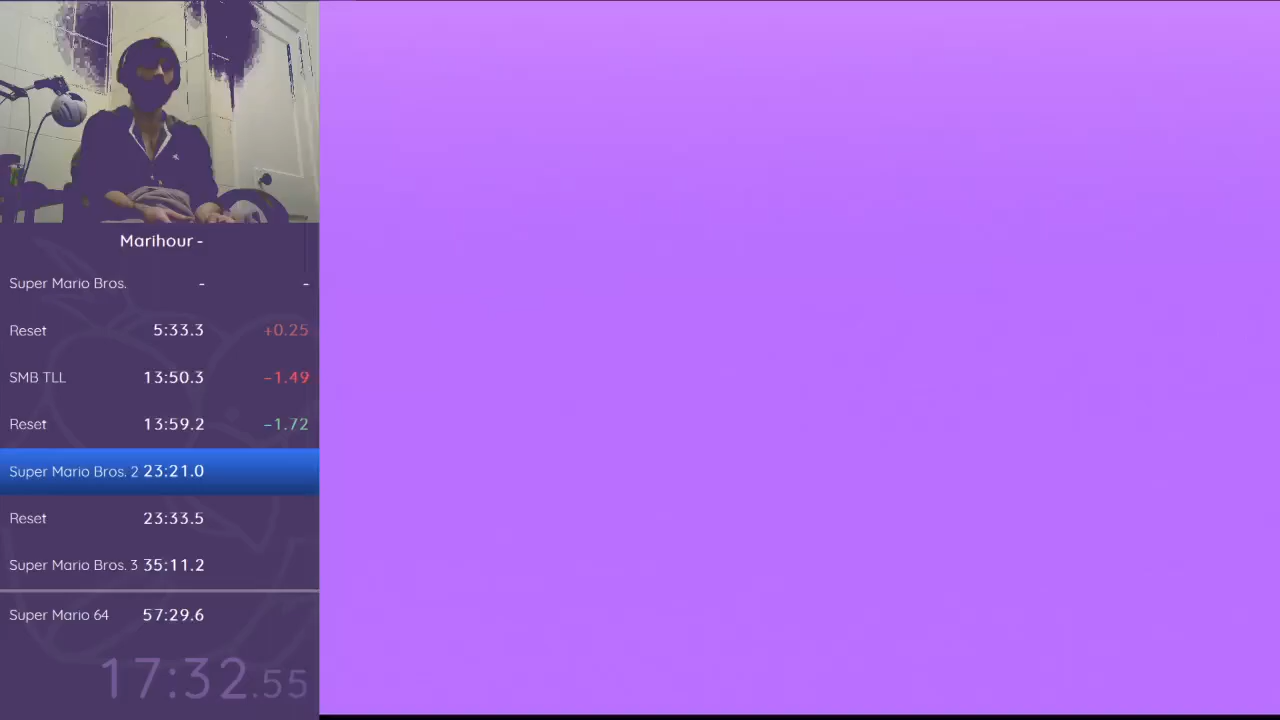 Marihour -
Super Mario Bros. - -
Reset 5:33.3 +0.25
SMB TLL 13:50.3 −1.49
Reset 13:59.2 −1.72
Super Mario Bros. 2 23:21.0
Reset 23:33.5
Super Mario Bros. 3 35:11.2
Super Mario 64 57:29.6
17:32.55